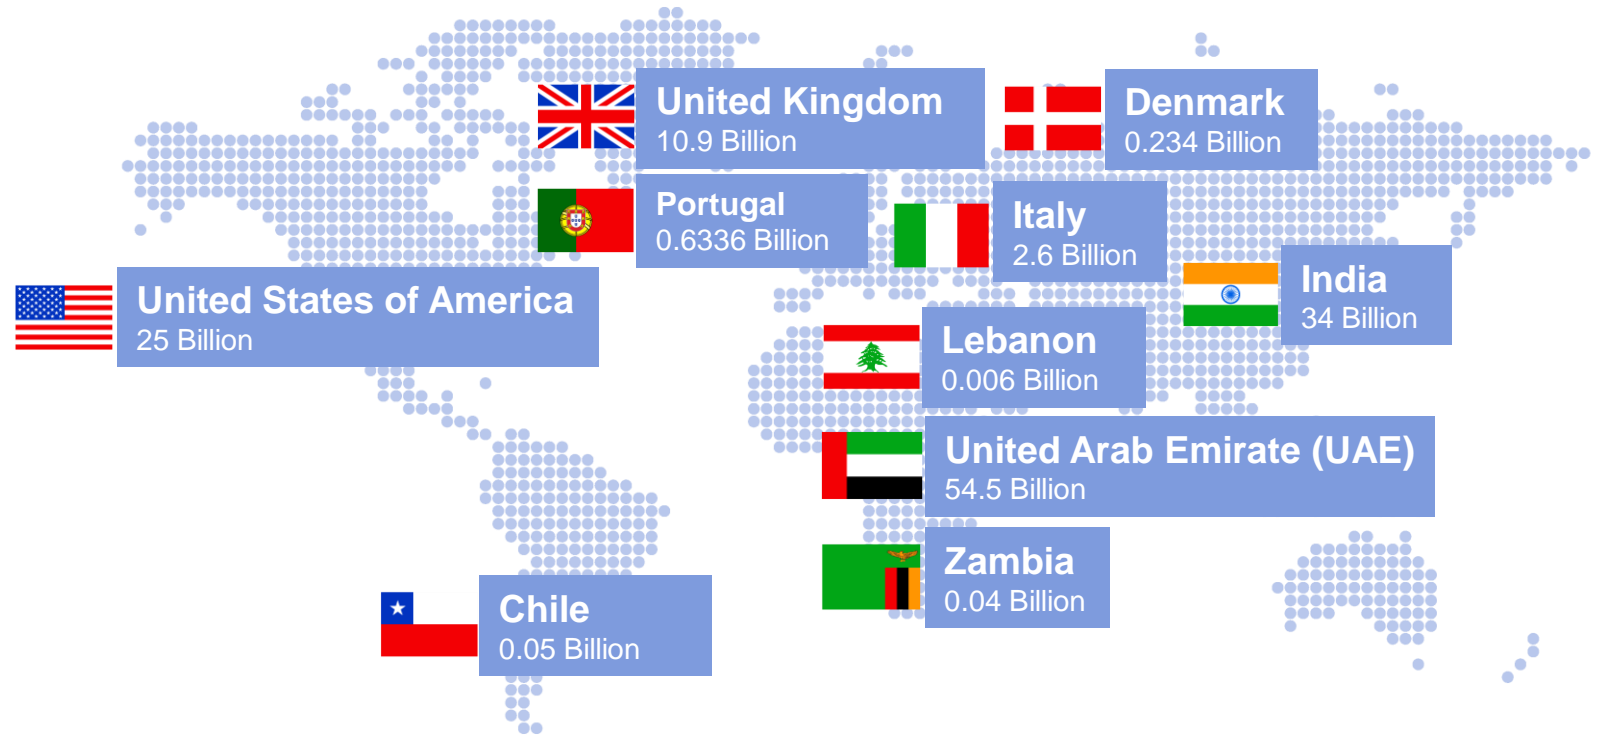 United Kingdom
10.9 Billion
Denmark
0.234 Billion
Portugal
0.6336 Billion
Italy
2.6 Billion
India
34 Billion
United States of America
25 Billion
Lebanon
0.006 Billion
United Arab Emirate (UAE)
54.5 Billion
Zambia
0.04 Billion
Chile
0.05 Billion